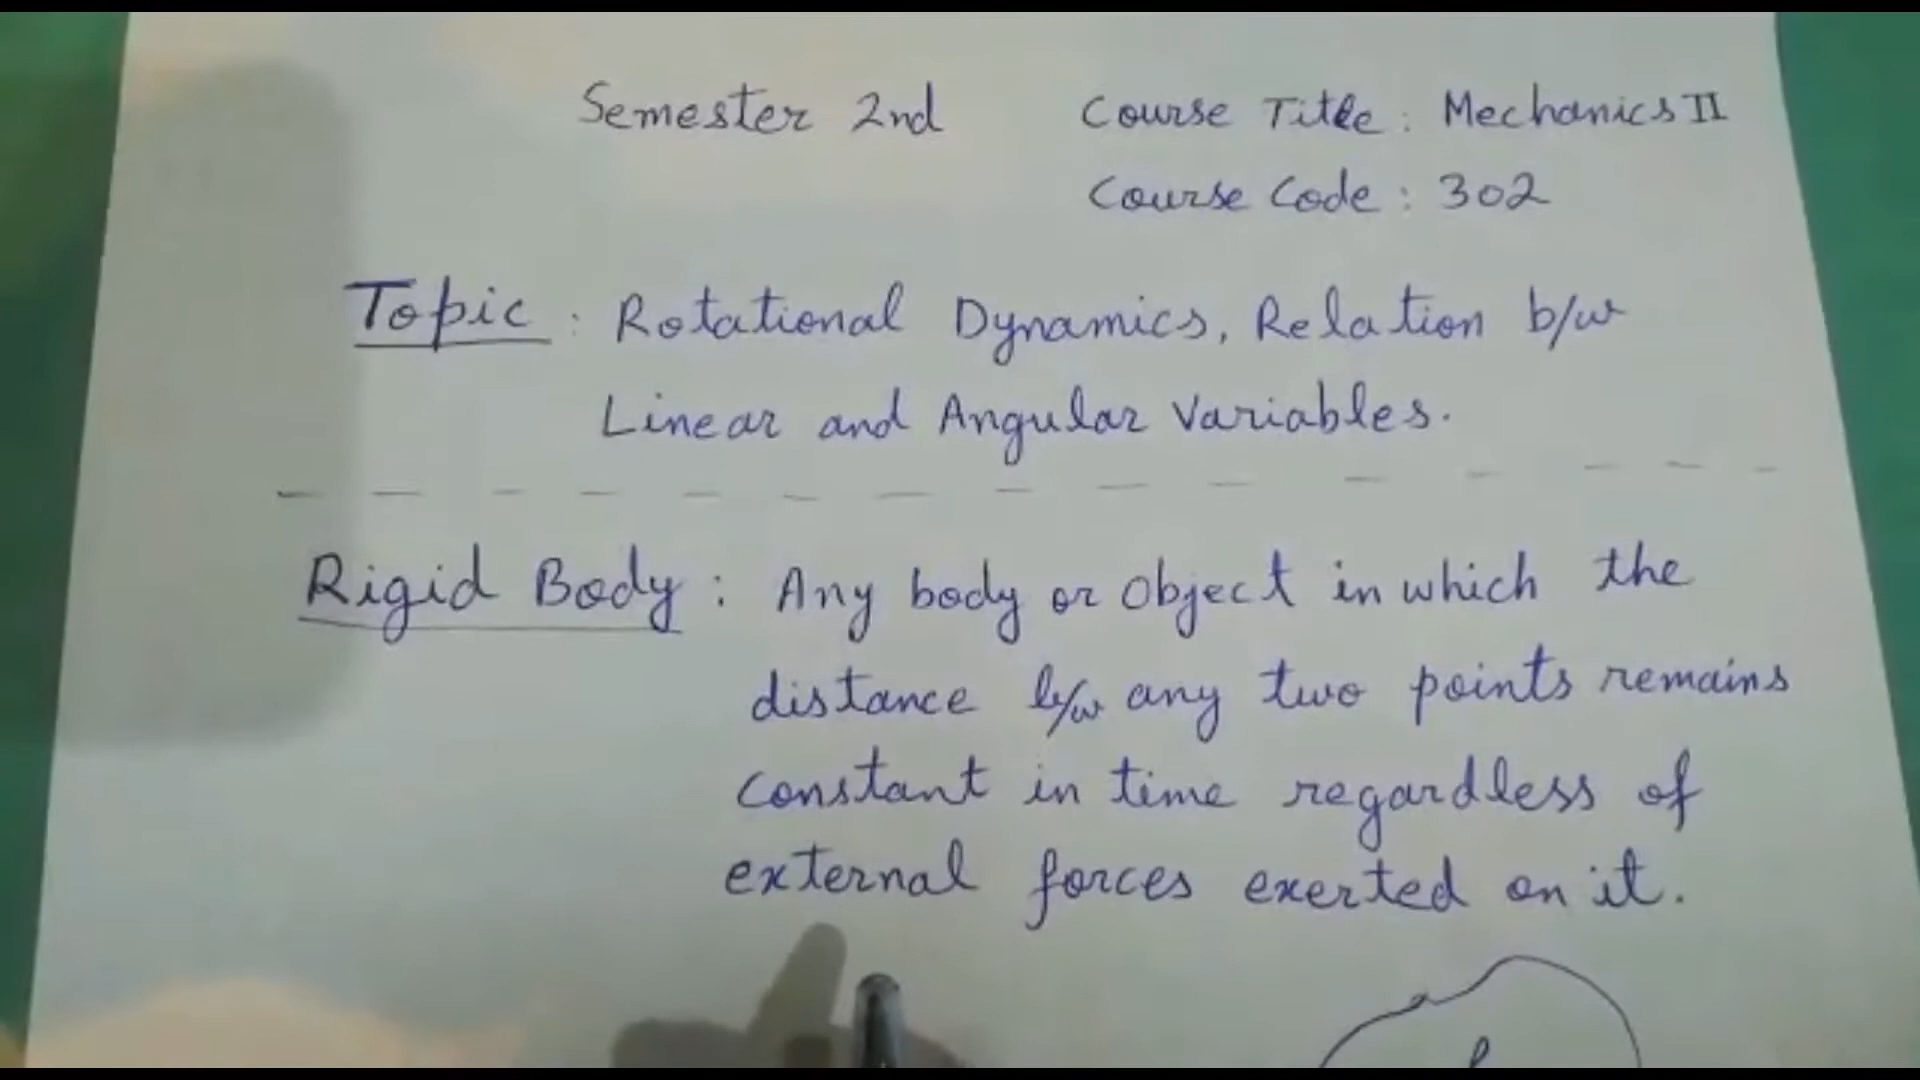 Semester 2nd Course Title : Mechanics II
Course Code : 302
Topic : Rotational Dynamics, Relation b/w
Linear and Angular Variables.
Rigid Body : Any body or object in which the
distance b/w any two points remains
constant in time regardless of
external forces exerted on it.